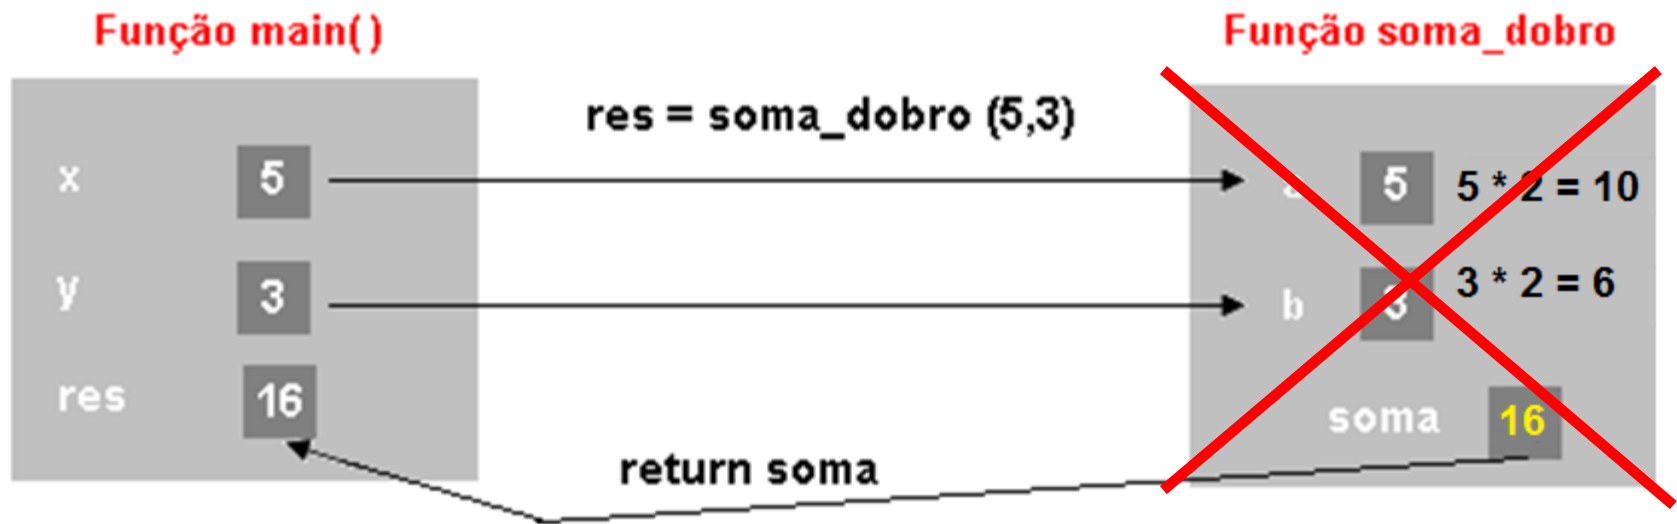 Função main( )
Função soma_dobro
res = soma_dobro (5,3)
x 5
a 5 5 * 2 = 10
y 3
b 3 3 * 2 = 6
res 16
soma 16
return soma